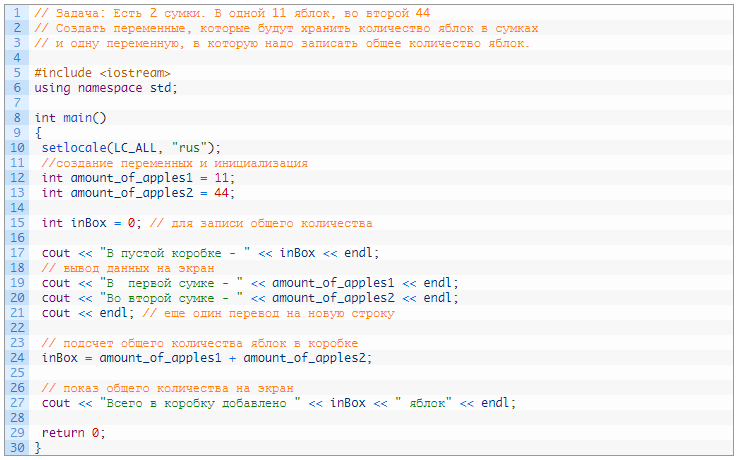 1 // Задача: Есть 2 сумки. В одной 11 яблок, во второй 44
2 // Создать переменные, которые будут хранить количество яблок в сумках
3 // и одну переменную, в которую надо записать общее количество яблок.
4
5 #include <iostream>
6 using namespace std;
7
8 int main()
9 {
10 setlocale(LC_ALL, "rus");
11 //создание переменных и инициализация
12 int amount_of_apples1 = 11;
13 int amount_of_apples2 = 44;
14
15 int inBox = 0; // для записи общего количества
16
17 cout << "В пустой коробке - " << inBox << endl;
18 // вывод данных на экран
19 cout << "В  первой сумке - " << amount_of_apples1 << endl;
20 cout << "Во второй сумке - " << amount_of_apples2 << endl;
21 cout << endl; // еще один перевод на новую строку
22
23 // подсчет общего количества яблок в коробке
24 inBox = amount_of_apples1 + amount_of_apples2;
25
26 // показ общего количества на экран
27 cout << "Всего в коробку добавлено " << inBox << " яблок" << endl;
28
29 return 0;
30 }